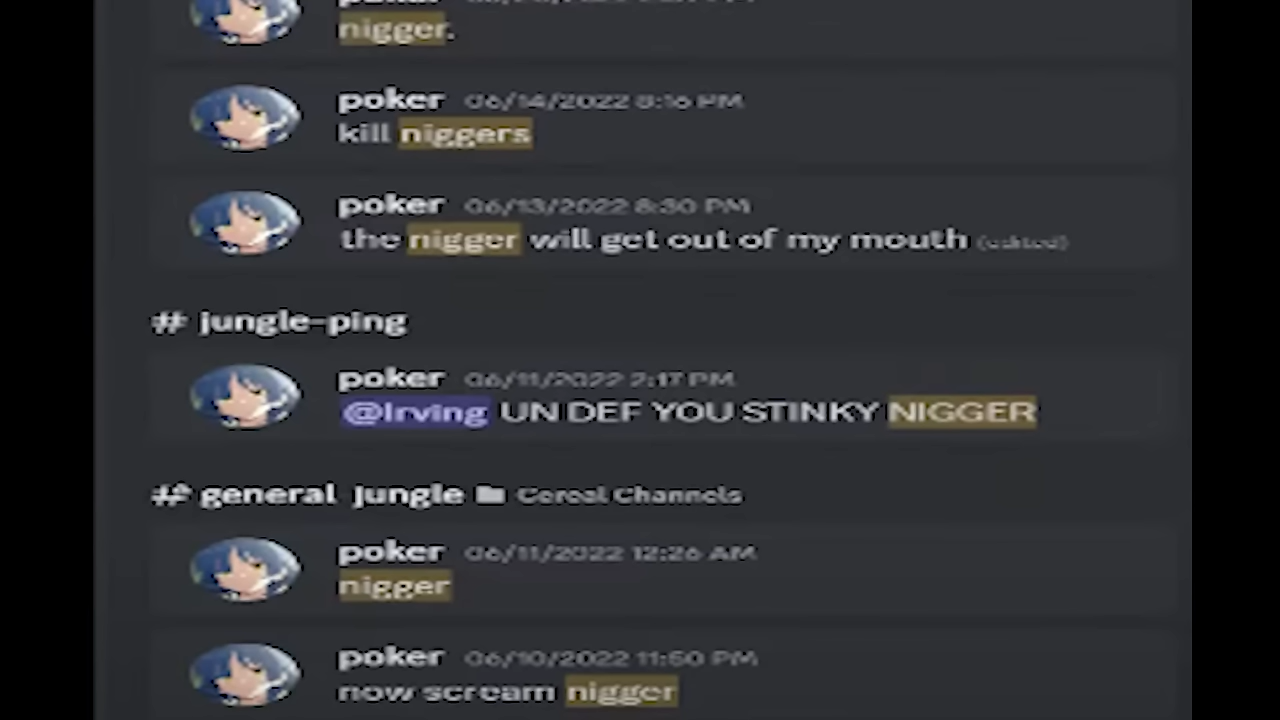 poker
nigger.
poker 06/14/2022 8:16 PM
kill niggers
poker 06/13/2022 8:30 PM
the nigger will get out of my mouth (edited)
# jungle-ping
poker 06/11/2022 2:17 PM
@Irving UN DEF YOU STINKY NIGGER
# general jungle Cereal Channels
poker 06/11/2022 12:26 AM
nigger
poker 06/10/2022 11:50 PM
now scream nigger